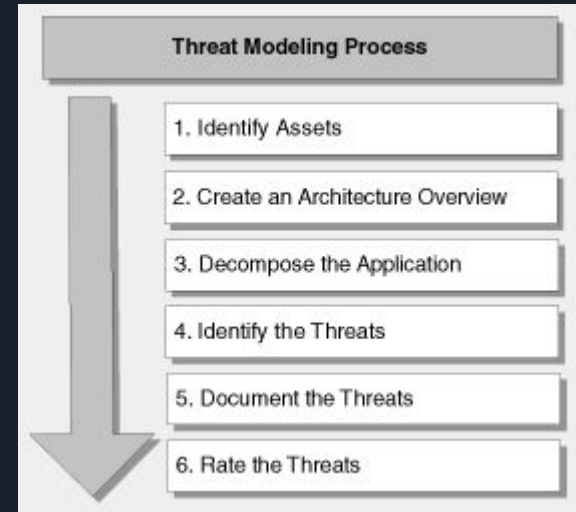 Threat Modeling Process
1. Identify Assets
2. Create an Architecture Overview
3. Decompose the Application
4. Identify the Threats
5. Document the Threats
6. Rate the Threats